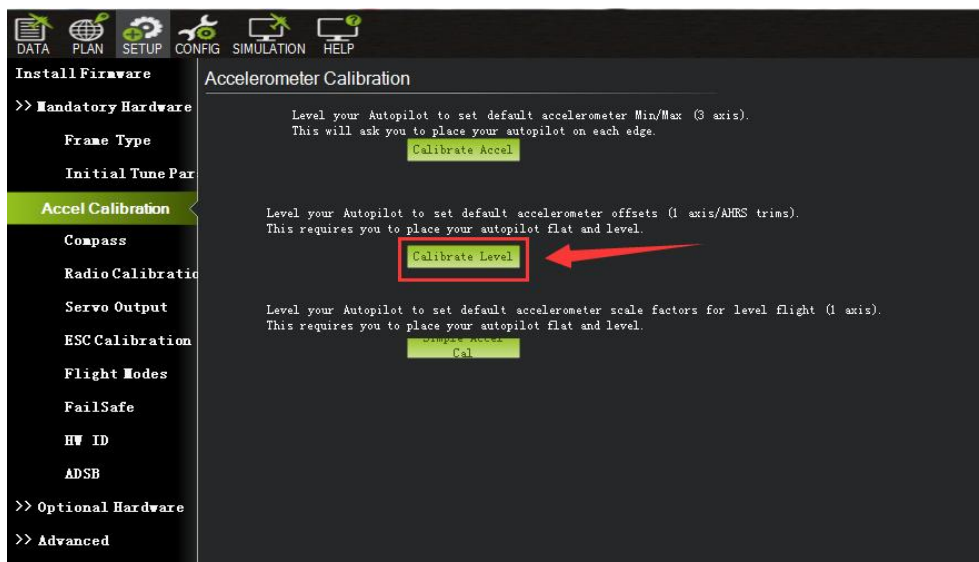 DATA PLAN SETUP CONFIG SIMULATION HELP
Install Firmware
>> Mandatory Hardware
Frame Type
Initial Tune Par
Accel Calibration
Compass
Radio Calibratio
Servo Output
ESC Calibration
Flight Modes
FailSafe
HW ID
ADSB
>> Optional Hardware
>> Advanced
Accelerometer Calibration
Level your Autopilot to set default accelerometer Min/Max (3 axis).
This will ask you to place your autopilot on each edge.
Calibrate Accel
Level your Autopilot to set default accelerometer offsets (1 axis/AHRS trims).
This requires you to place your autopilot flat and level.
Calibrate Level
Level your Autopilot to set default accelerometer scale factors for level flight (1 axis).
This requires you to place your autopilot flat and level.
Simple Accel
Cal